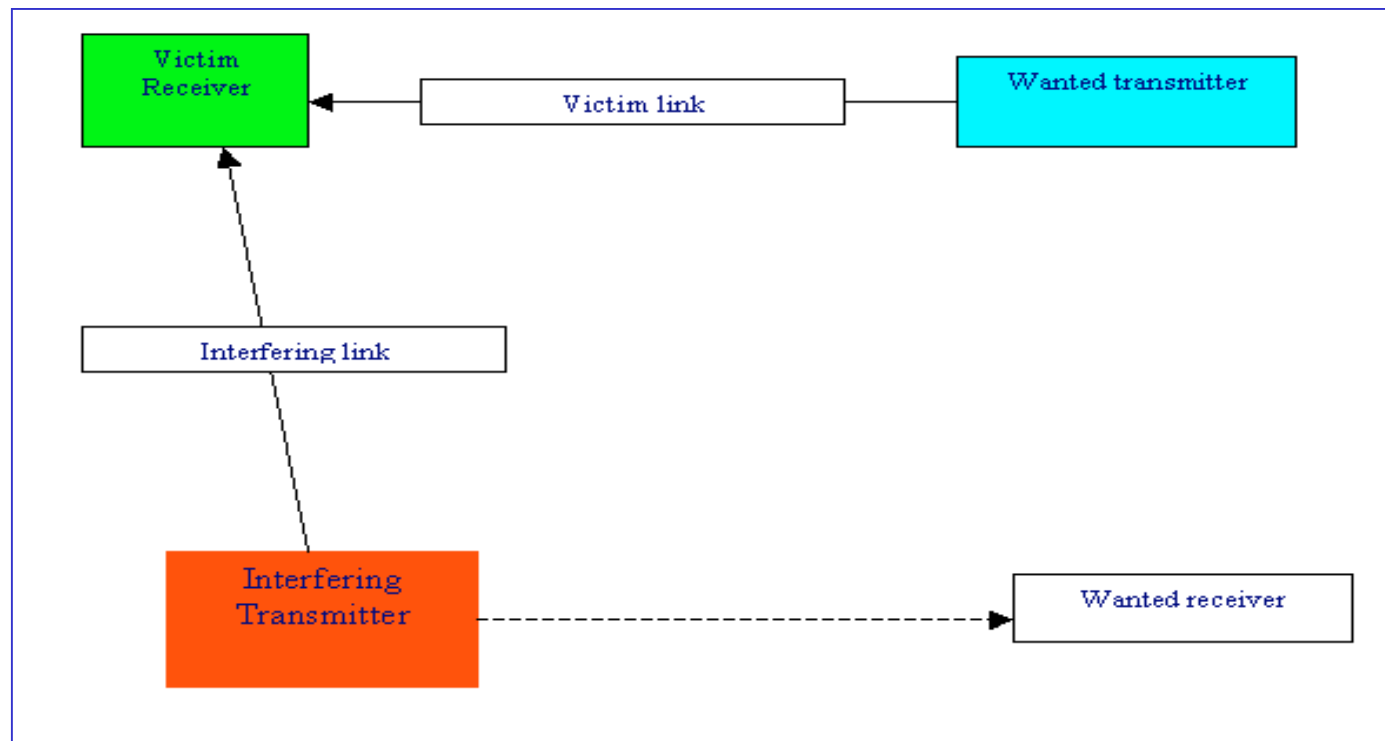 Victim
Receiver
Victim link
Wanted transmitter
Interfering link
Interfering
Transmitter
Wanted receiver